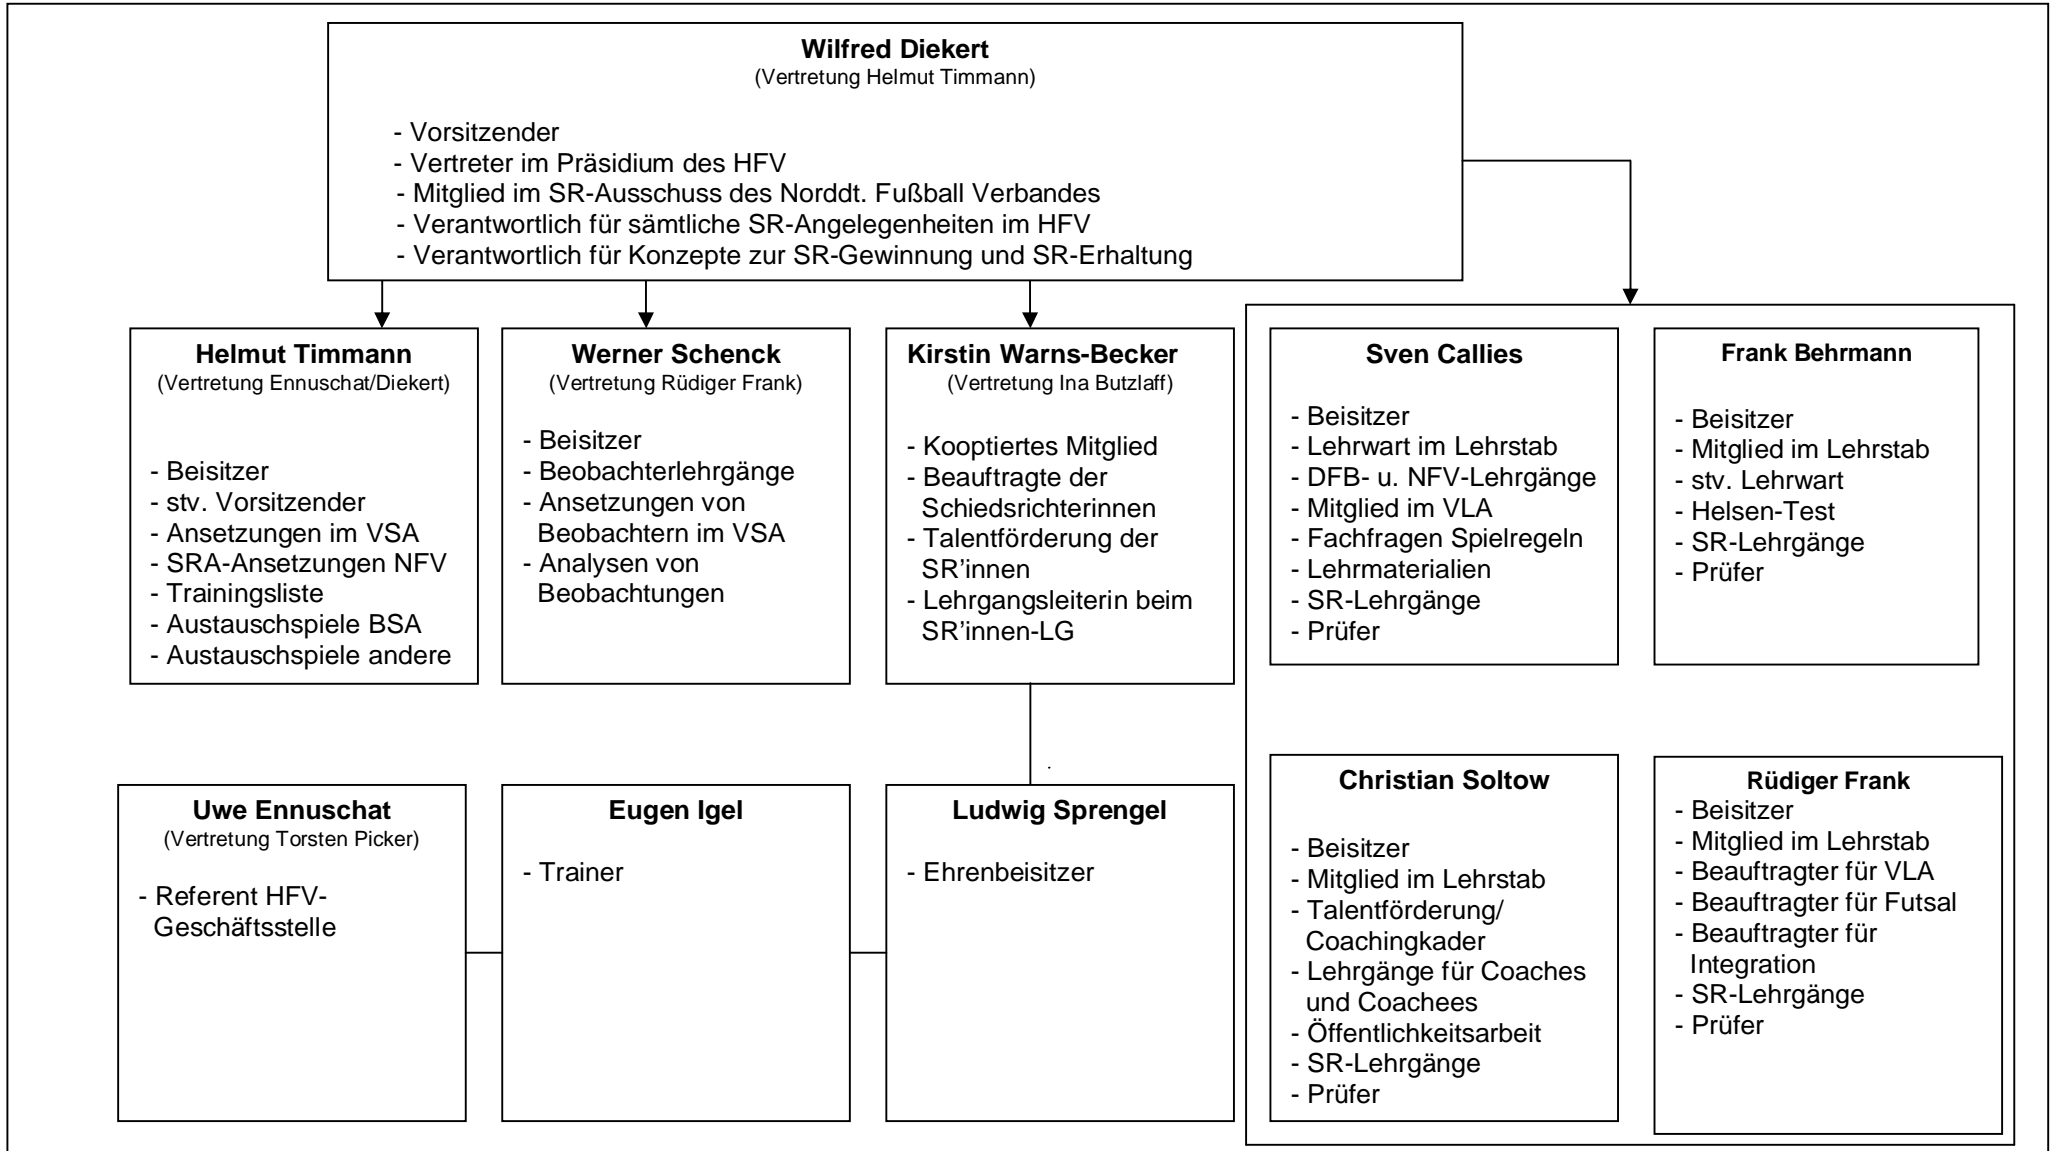 Wilfred Diekert
(Vertretung Helmut Timmann)
- Vorsitzender
- Vertreter im Präsidium des HFV
- Mitglied im SR-Ausschuss des Norddt. Fußball Verbandes
- Verantwortlich für sämtliche SR-Angelegenheiten im HFV
- Verantwortlich für Konzepte zur SR-Gewinnung und SR-Erhaltung
Helmut Timmann
(Vertretung Ennuschat/Diekert)
- Beisitzer
- stv. Vorsitzender
- Ansetzungen im VSA
- SRA-Ansetzungen NFV
- Trainingsliste
- Austauschspiele BSA
- Austauschspiele andere
Werner Schenck
(Vertretung Rüdiger Frank)
- Beisitzer
- Beobachterlehrgänge
- Ansetzungen von
Beobachtern im VSA
- Analysen von
Beobachtungen
Kirstin Warns-Becker
(Vertretung Ina Butzlaff)
- Kooptiertes Mitglied
- Beauftragte der
Schiedsrichterinnen
- Talentförderung der
SR’innen
- Lehrgangsleiterin beim
SR’innen-LG
Sven Callies
- Beisitzer
- Lehrwart im Lehrstab
- DFB- u. NFV-Lehrgänge
- Mitglied im VLA
- Fachfragen Spielregeln
- Lehrmaterialien
- SR-Lehrgänge
- Prüfer
Frank Behrmann
- Beisitzer
- Mitglied im Lehrstab
- stv. Lehrwart
- Helsen-Test
- SR-Lehrgänge
- Prüfer
Uwe Ennuschat
(Vertretung Torsten Picker)
- Referent HFV-
Geschäftsstelle
Eugen Igel
- Trainer
Ludwig Sprengel
- Ehrenbeisitzer
Christian Soltow
- Beisitzer
- Mitglied im Lehrstab
- Talentförderung/
Coachingkader
- Lehrgänge für Coaches
und Coachees
- Öffentlichkeitsarbeit
- SR-Lehrgänge
- Prüfer
Rüdiger Frank
- Beisitzer
- Mitglied im Lehrstab
- Beauftragter für VLA
- Beauftragter für Futsal
- Beauftragter für
Integration
- SR-Lehrgänge
- Prüfer